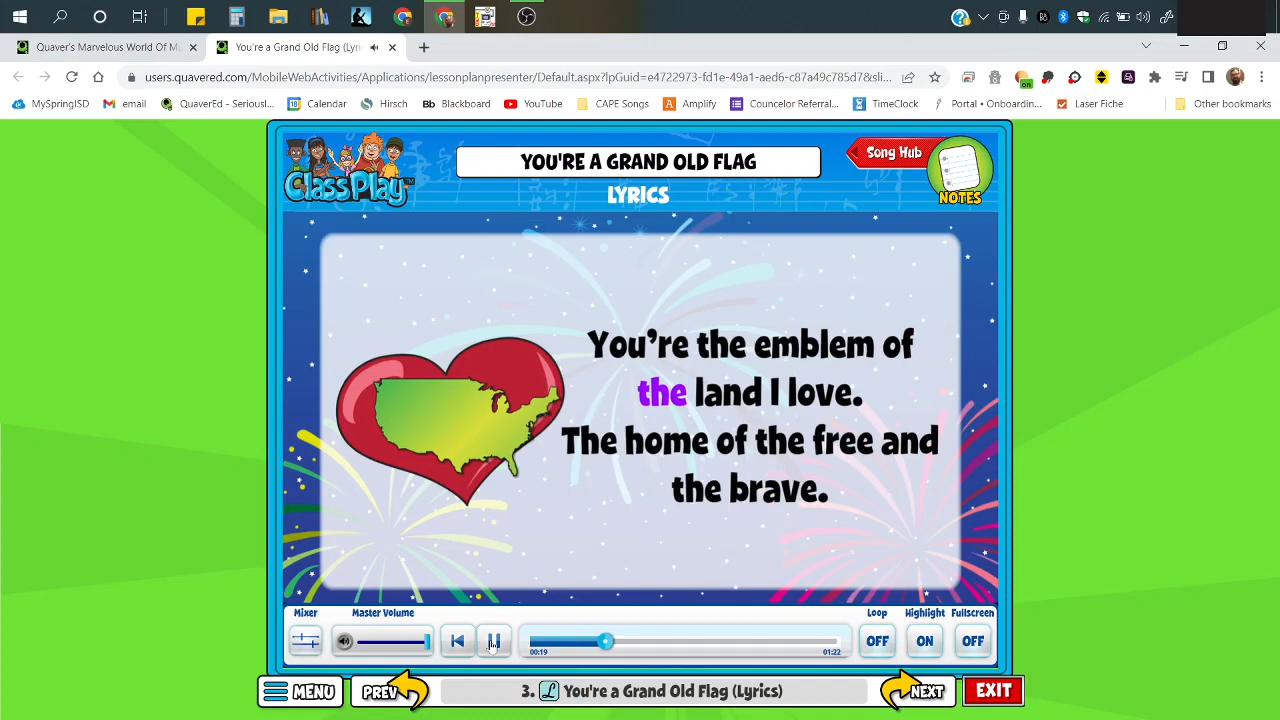 Quaver's Marvelous World Of M
You're a Grand Old Flag (Lyri
users.quavered.com/MobileWebActivities/Applications/lessonplanpresenter/Default.aspx?lpGuid=e4722973-fd1e-49a1-aed6-c87a49c785d7&sli...
on
MySpringISD
email
QuaverEd - Seriousl...
Calendar
Hirsch
Bb Blackboard
YouTube
CAPE Songs
Amplify
Councelor Referral...
TimeClock
Portal • Onboardin...
Laser Fiche
Other bookmarks
ClassPlay™
YOU'RE A GRAND OLD FLAG
LYRICS
Song Hub
NOTES
You're the emblem of
the land I love.
The home of the free and
the brave.
Mixer
Master Volume
Loop
Highlight
Fullscreen
OFF
ON
OFF
00:19
01:22
MENU
PREV
3. L You're a Grand Old Flag (Lyrics)
NEXT
EXIT